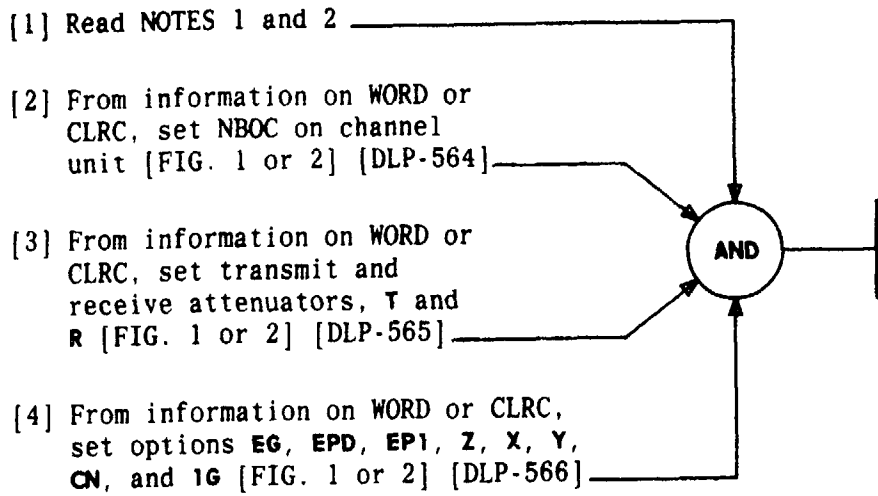 [1] Read NOTES 1 and 2
[2] From information on WORD or
CLRC, set NBOC on channel
unit [FIG. 1 or 2] [DLP-564]
[3] From information on WORD or
CLRC, set transmit and
receive attenuators, T and
R [FIG. 1 or 2] [DLP-565]
AND
[4] From information on WORD or CLRC,
set options EG, EPD, EP1, Z, X, Y,
CN, and 1G [FIG. 1 or 2] [DLP-566]